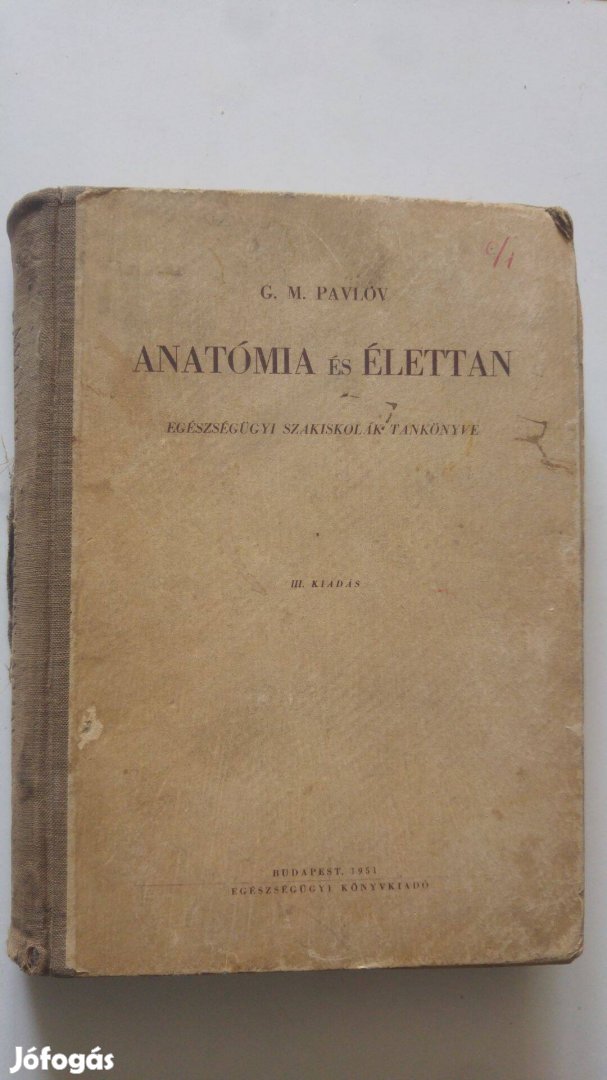 G. M. PAVLOV
ANATÓMIA ÉS ÉLETTAN
EGÉSZSÉGÜGYI SZAKISKOLÁK TANKÖNYVE
III. KIADÁS
BUDAPEST, 1951
EGÉSZSÉGÜGYI KÖNYVKIADÓ
Jófogás